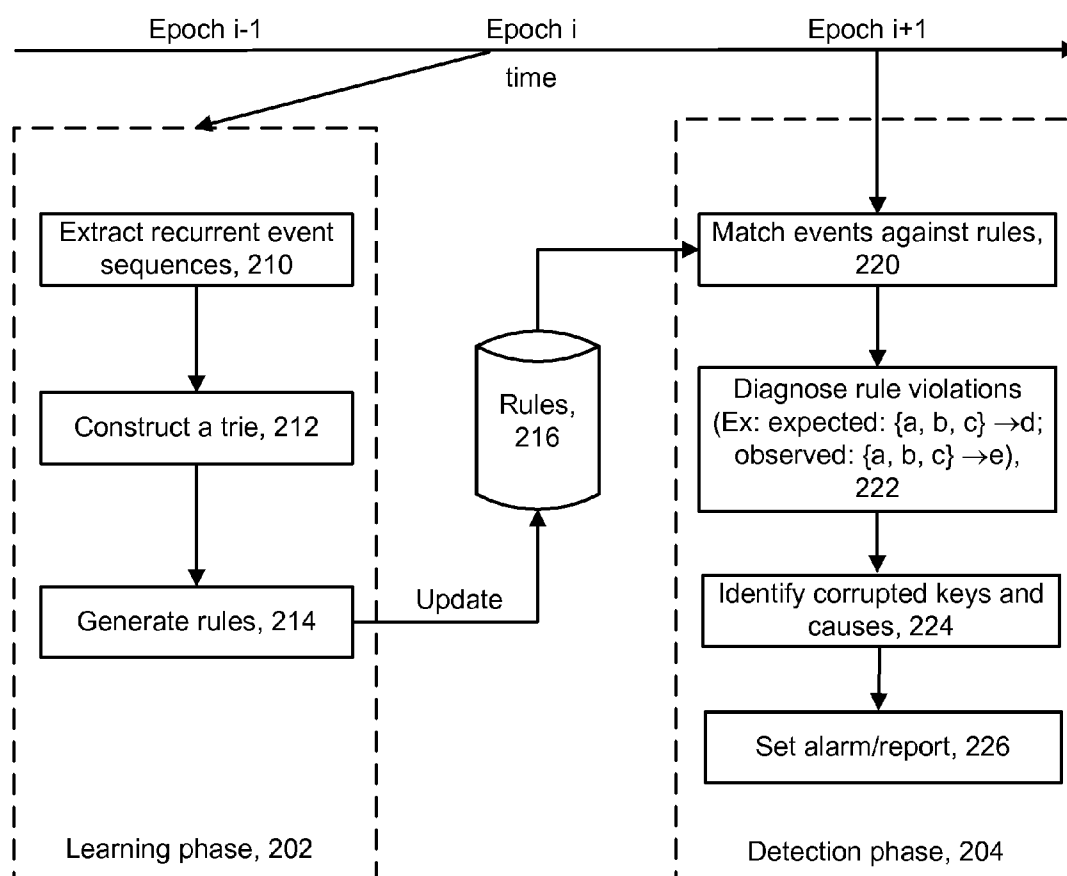 Epoch i-1
Epoch i
Epoch i+1
time
Extract recurrent event
sequences, 210
Construct a trie, 212
Generate rules, 214
Learning phase, 202
Update
Rules,
216
Match events against rules,
220
Diagnose rule violations
(Ex: expected: {a, b, c} →d;
observed: {a, b, c} →e),
222
Identify corrupted keys and
causes, 224
Set alarm/report, 226
Detection phase, 204